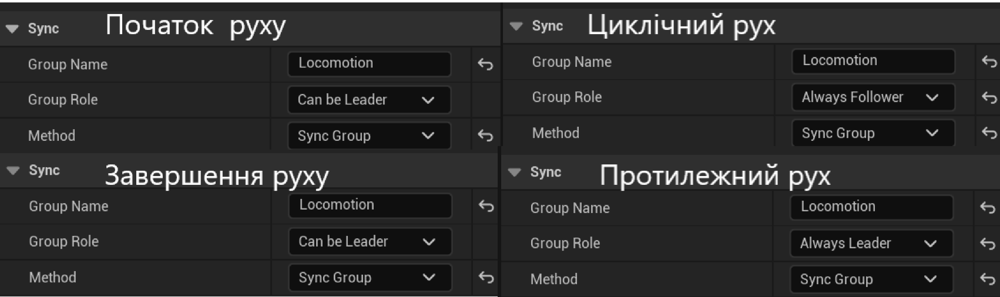 Sync Початок руху
Group Name Locomotion
Group Role Can be Leader
Method Sync Group
Sync Циклічний рух
Group Name Locomotion
Group Role Always Follower
Method Sync Group
Sync Завершення руху
Group Name Locomotion
Group Role Can be Leader
Method Sync Group
Sync Протилежний рух
Group Name Locomotion
Group Role Always Leader
Method Sync Group